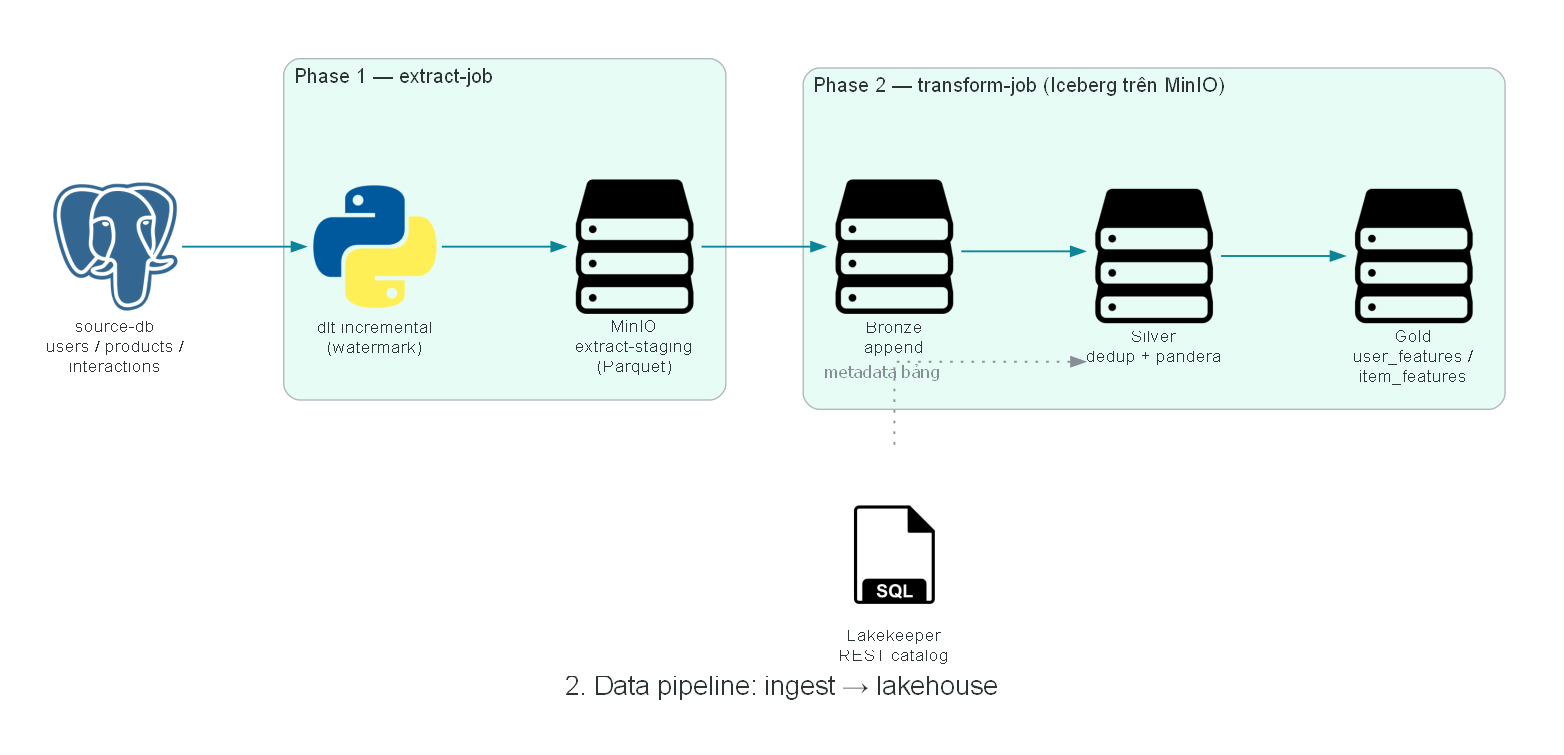 Phase 1 — extract-job
Phase 2 — transform-job (Iceberg trên MinIO)
source-db
users / products /
interactions
dlt incremental
(watermark)
MinIO
extract-staging
(Parquet)
Bronze
append
Silver
dedup + pandera
Gold
user_features /
item_features
metadata bảng
SQL
Lakekeeper
REST catalog
2. Data pipeline: ingest → lakehouse